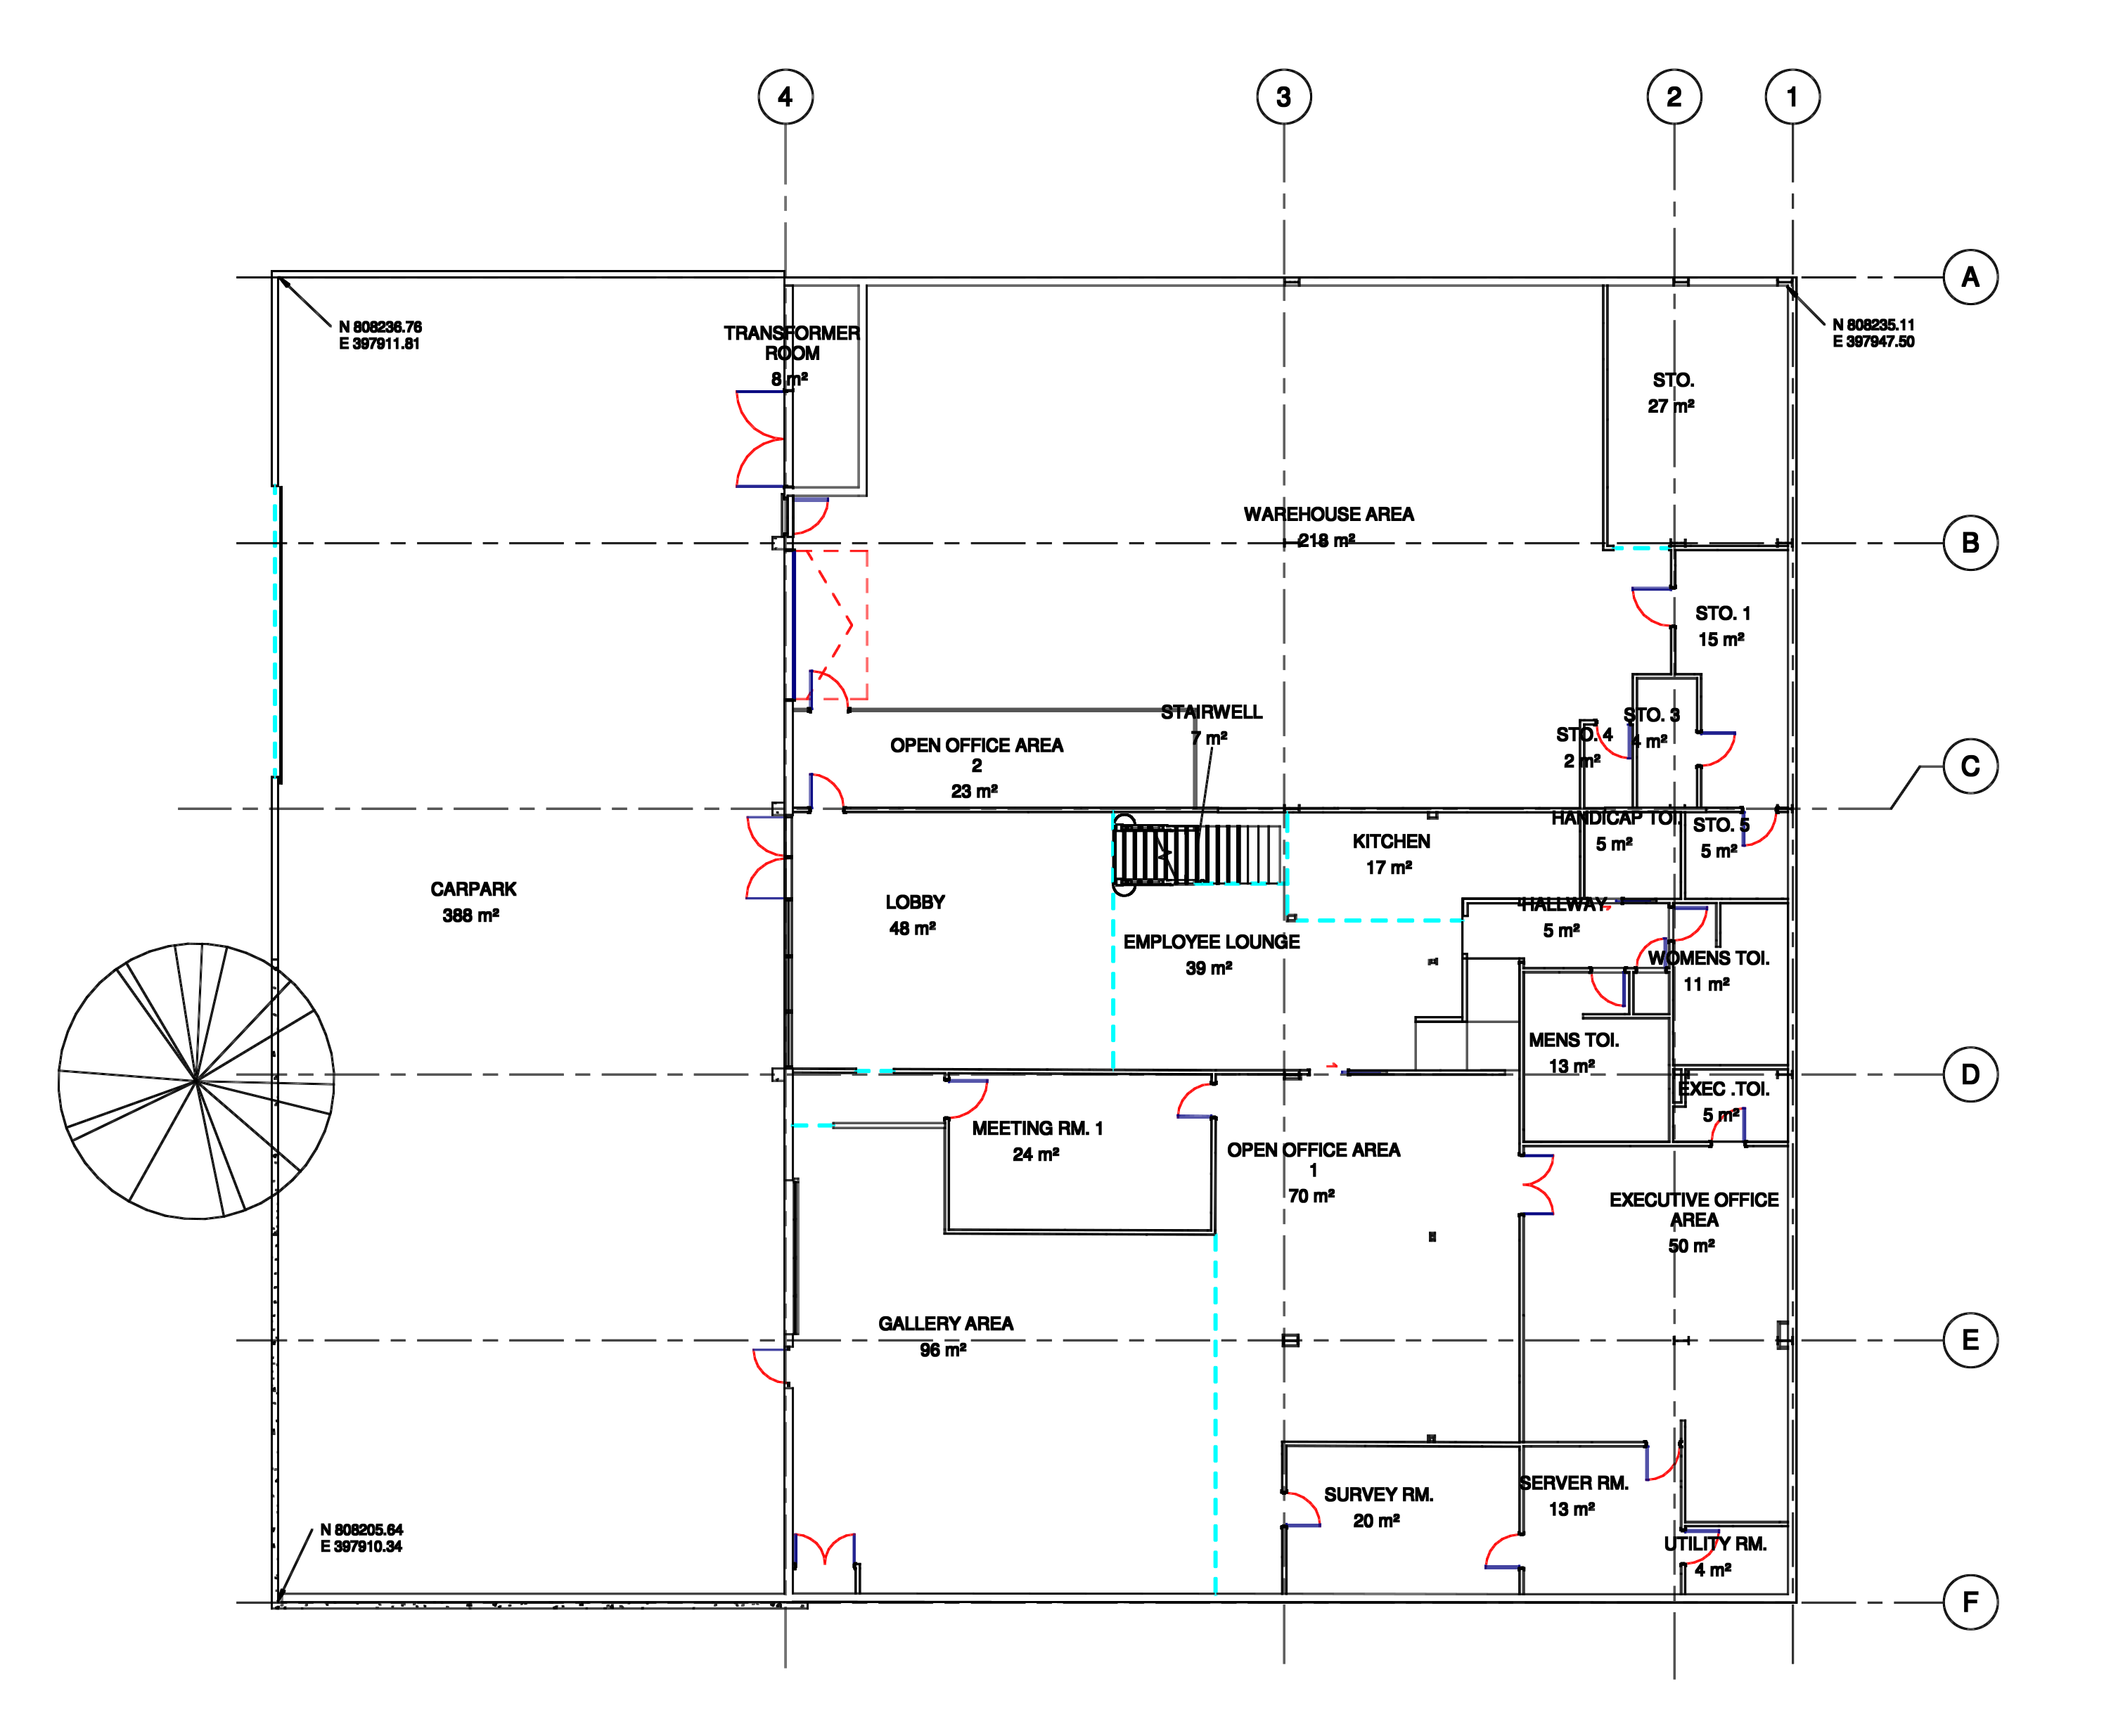 4
3
2
1
A
N 808236.76
E 397911.81
TRANSFORMER
ROOM
8 m²
N 808235.11
E 397947.50
STO.
27 m²
WAREHOUSE AREA
218 m²
B
STO. 1
15 m²
STAIRWELL
7 m²
STO. 3
4 m²
STO. 4
2 m²
OPEN OFFICE AREA
2
23 m²
C
HANDICAP TOI.
5 m²
STO. 5
5 m²
KITCHEN
17 m²
CARPARK
388 m²
LOBBY
48 m²
HALLWAY
5 m²
EMPLOYEE LOUNGE
39 m²
WOMENS TOI.
11 m²
MENS TOI.
13 m²
D
EXEC .TOI.
5 m²
MEETING RM. 1
24 m²
OPEN OFFICE AREA
1
70 m²
EXECUTIVE OFFICE
AREA
50 m²
GALLERY AREA
96 m²
E
SURVEY RM.
20 m²
SERVER RM.
13 m²
N 808205.64
E 397910.34
UTILITY RM.
4 m²
F